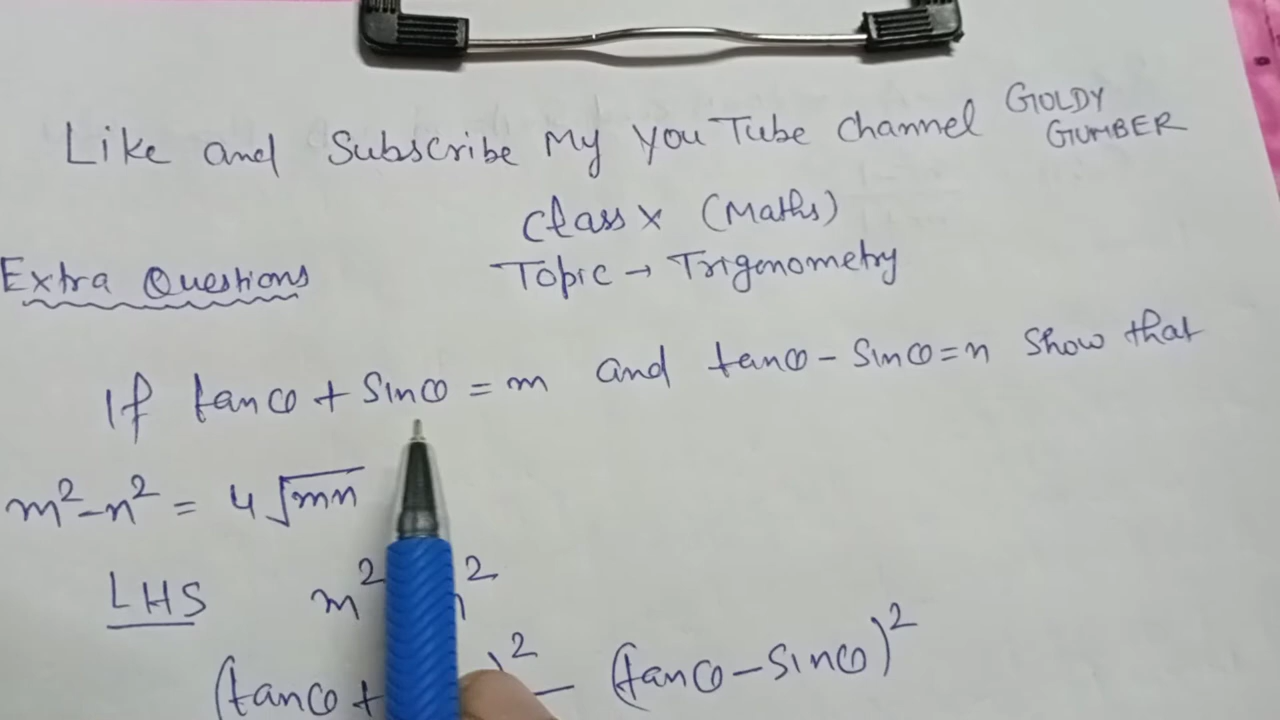 Like and Subscribe My YouTube Channel GOLDY GUMBER
Class X (Maths)
Extra Questions
Topic → Trigonometry
If tanθ + Sinθ = m and tanθ - Sinθ = n Show that
m² - n² = 4 √mn
LHS m² n²
(tanθ + )² - (tanθ - Sinθ)²